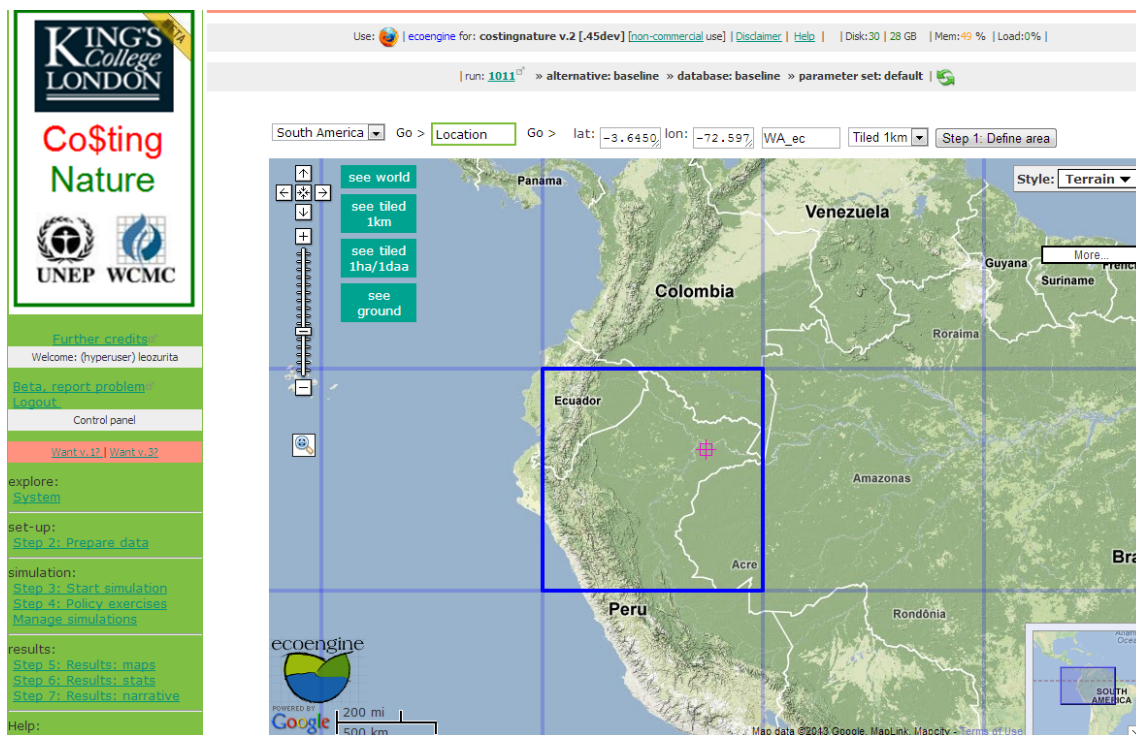 KING'S
College
LONDON
BETA
Co$ting
Nature
UNEP WCMC
Further credits
Welcome: (hyperuser) leozurita
Beta, report problem
Logout
Control panel
Want v.1? | Want v.3?
explore:
System
set-up:
Step 2: Prepare data
simulation:
Step 3: Start simulation
Step 4: Policy exercises
Manage simulations
results:
Step 5: Results: maps
Step 6: Results: stats
Step 7: Results: narrative
Help:
Use: | ecoengine for: costingnature v.2 [.45dev] [non-commercial use] | Disclaimer | Help | |Disk:30 | 28 GB |Mem:49 % |Load:0% |
| run: 1011 » alternative: baseline » database: baseline » parameter set: default |
South America Go > Location Go > lat: -3.6450 lon: -72.597 WA_ec Tiled 1km Step 1: Define area
see world
see tiled
1km
see tiled
1ha/1daa
see
ground
Style: Terrain ▼
More...
Panama
Venezuela
Guyana
French
Suriname
Colombia
Roraima
Ecuador
Amazonas
Acre
Bra
Peru
Rondônia
ecoengine
POWERED BY
Google
200 mi
500 km
SOUTH
AMERICA
Map data ©2013 Google, MapLink, Mapcity - Terms of Use